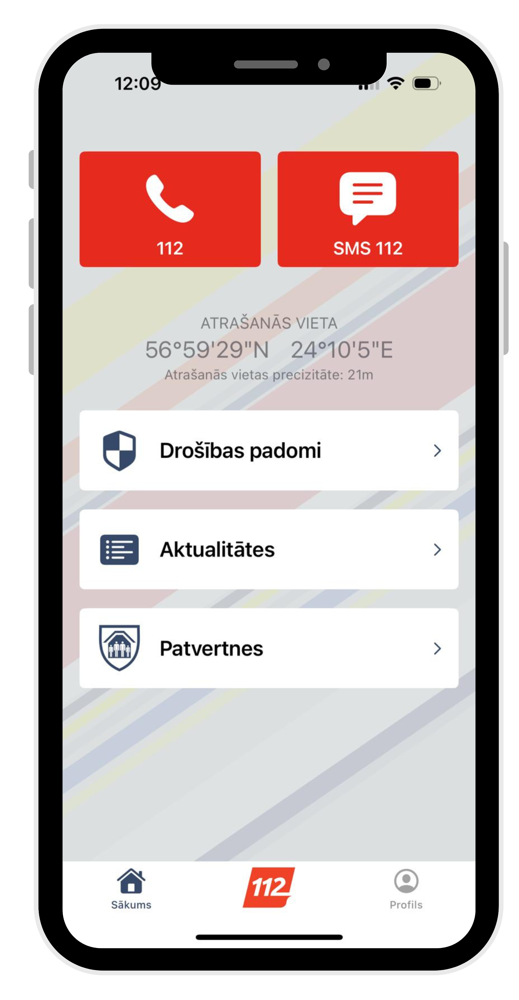 12:09
112
SMS 112
ATRAŠANĀS VIETA
56°59'29"N 24°10'5"E
Atrašanās vietas precizitāte: 21m
Drošības padomi
Aktualitātes
Patvertnes
112
Sākums
Profils